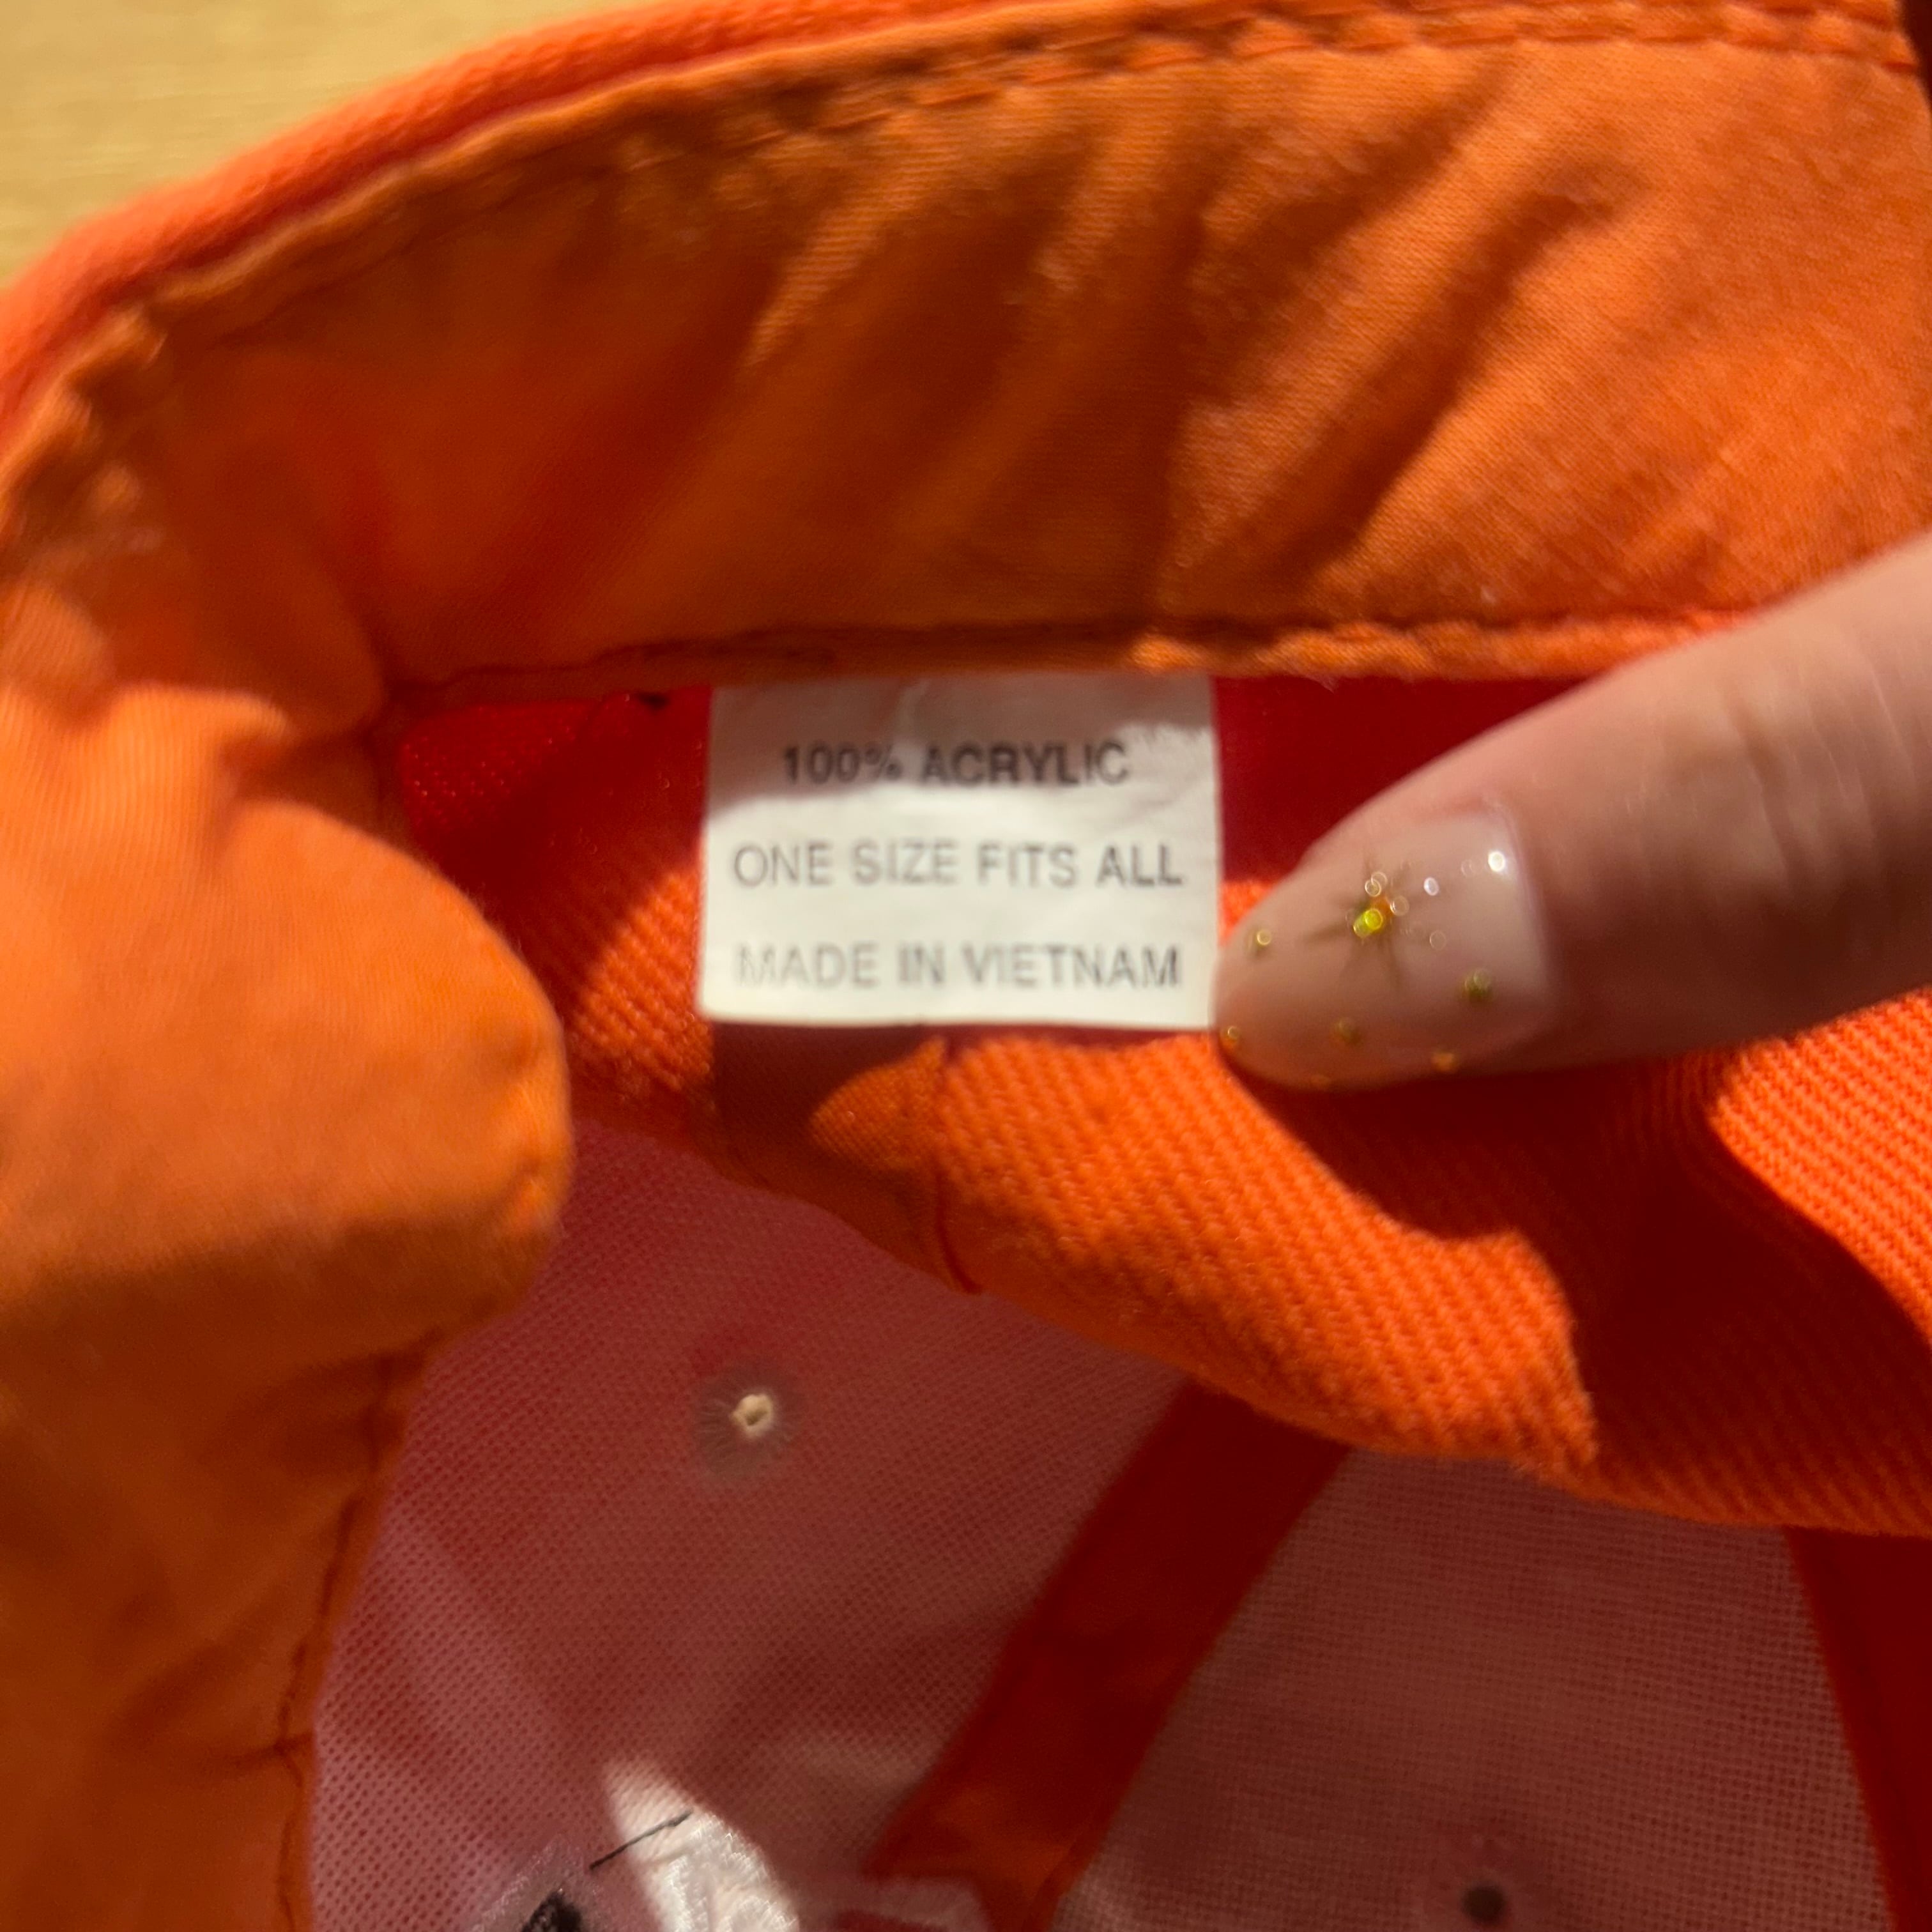 100% ACRYLIC
ONE SIZE FITS ALL
MADE IN VIETNAM